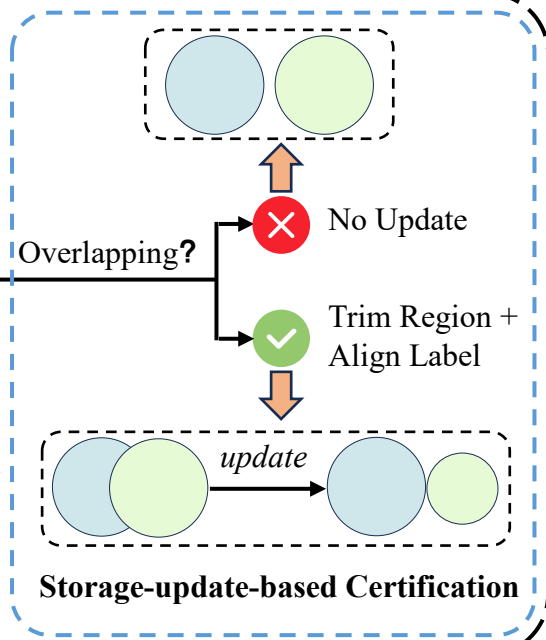 No Update
Overlapping?
Trim Region +
Align Label
update
Storage-update-based Certification